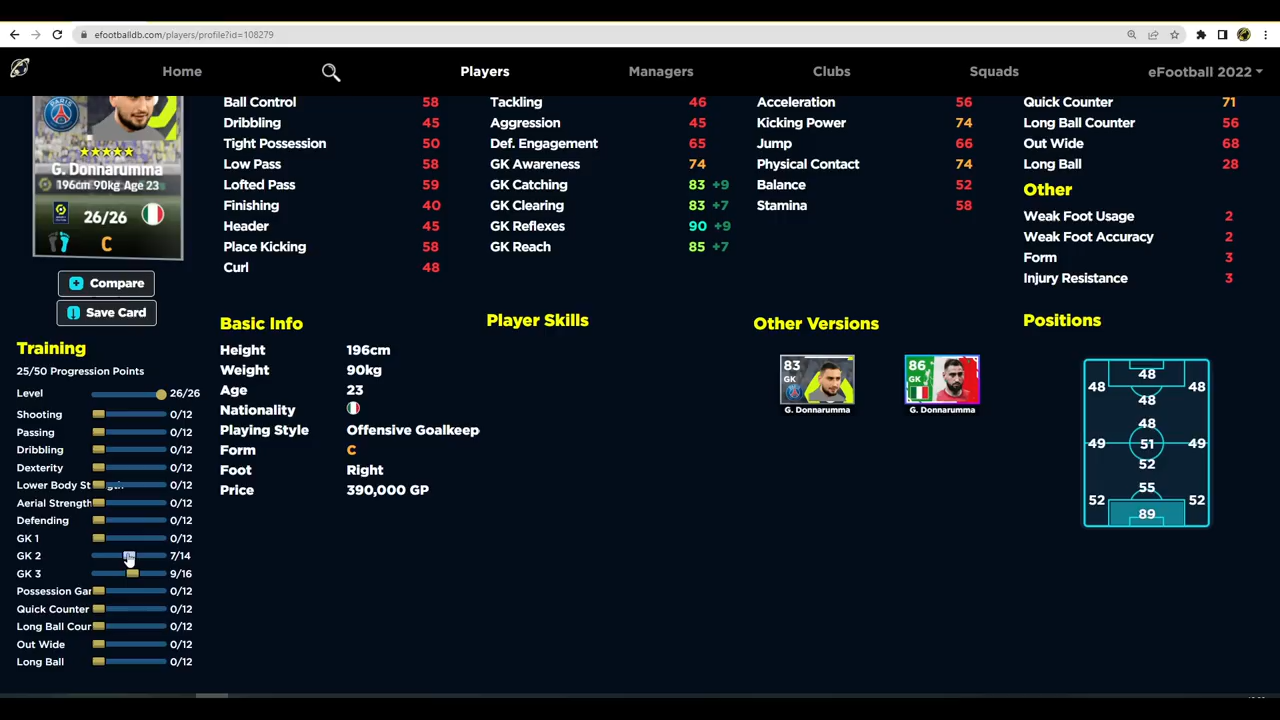 efootballdb.com/players/profile?id=108279
Home Players Managers Clubs Squads eFootball 2022
PARIS
G. Donnarumma
196cm 90kg Age 23
26/26
C
Compare
Save Card
Training
25/50 Progression Points
Level 26/26
Shooting 0/12
Passing 0/12
Dribbling 0/12
Dexterity 0/12
Lower Body Strength 0/12
Aerial Strength 0/12
Defending 0/12
GK 1 0/12
GK 2 7/14
GK 3 9/16
Possession Gar 0/12
Quick Counter 0/12
Long Ball Cour 0/12
Out Wide 0/12
Long Ball 0/12
Ball Control 58
Dribbling 45
Tight Possession 50
Low Pass 58
Lofted Pass 59
Finishing 40
Header 45
Place Kicking 58
Curl 48
Tackling 46
Aggression 45
Def. Engagement 65
GK Awareness 74
GK Catching 83 +9
GK Clearing 83 +7
GK Reflexes 90 +9
GK Reach 85 +7
Acceleration 56
Kicking Power 74
Jump 66
Physical Contact 74
Balance 52
Stamina 58
Quick Counter 71
Long Ball Counter 56
Out Wide 68
Long Ball 28
Other
Weak Foot Usage 2
Weak Foot Accuracy 2
Form 3
Injury Resistance 3
Basic Info
Height 196cm
Weight 90kg
Age 23
Nationality
Playing Style Offensive Goalkeep
Form C
Foot Right
Price 390,000 GP
Player Skills
Other Versions
83
GK
G. Donnarumma
86
GK
G. Donnarumma
Positions
48
48 48
48
48
49 51 49
52
55
52 52
89